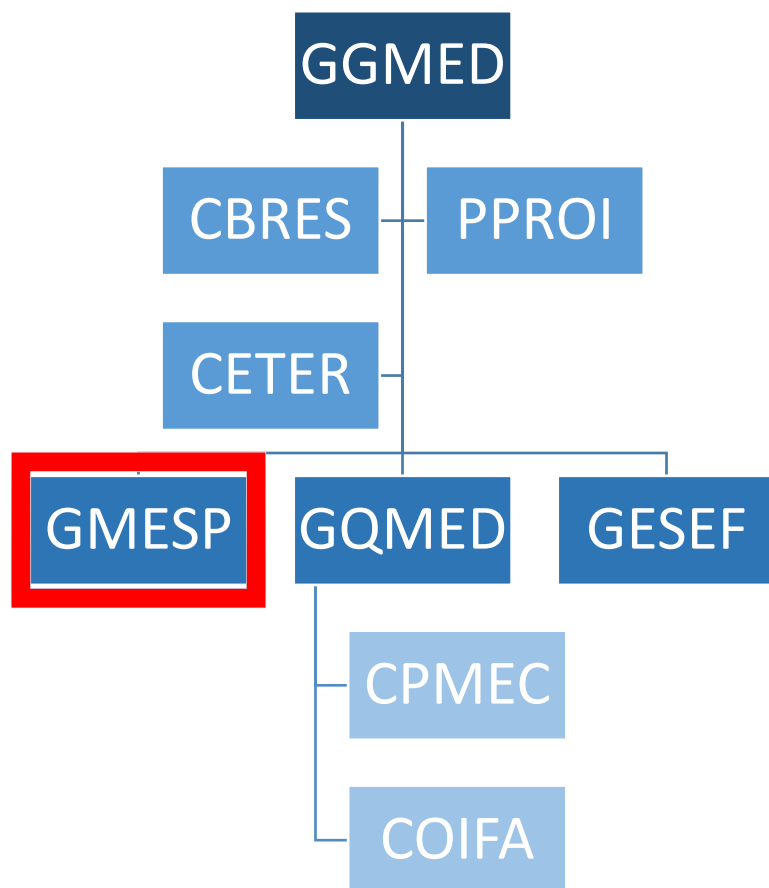 GGMED
CBRES
PPROI
CETER
GMESP
GQMED
GESEF
CPMEC
COIFA